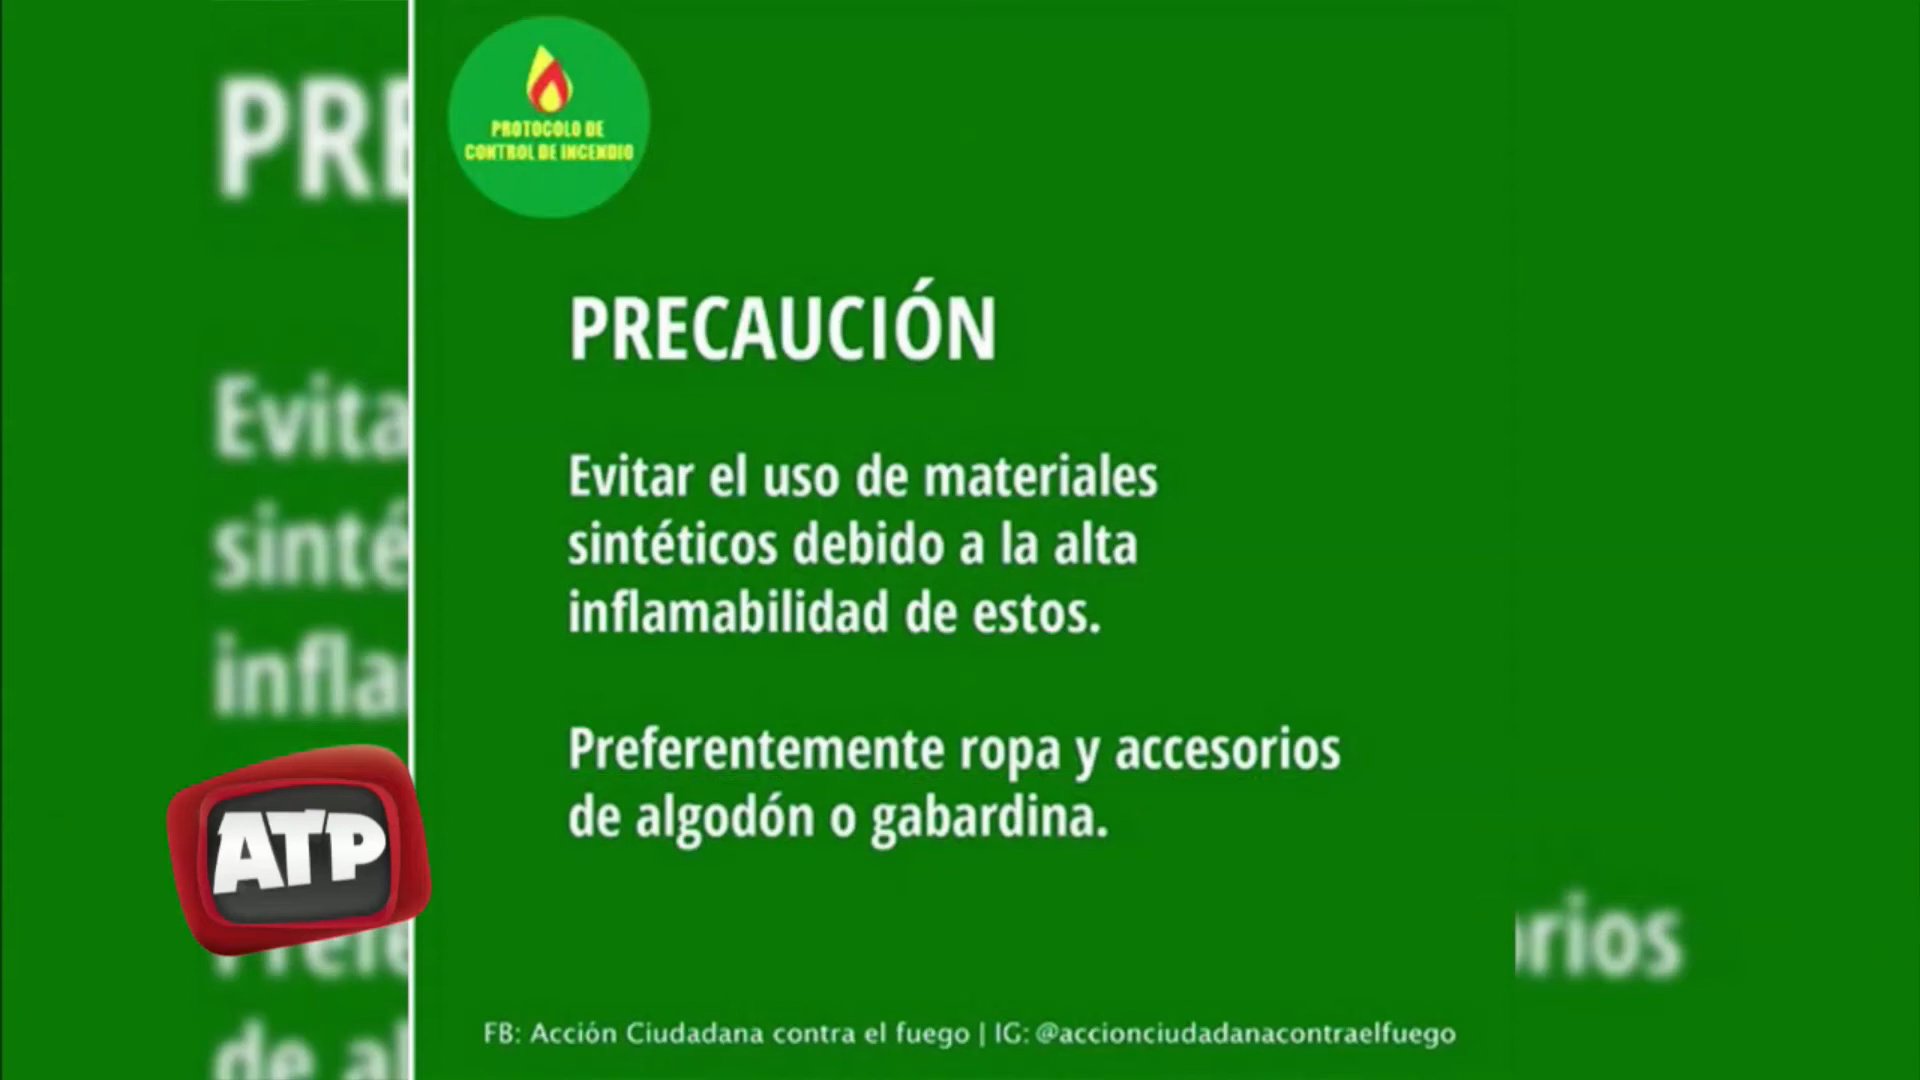 PROTOCOLO DE
CONTROL DE INCENDIO
PRECAUCIÓN
Evitar el uso de materiales
sintéticos debido a la alta
inflamabilidad de estos.
Preferentemente ropa y accesorios
de algodón o gabardina.
ATP
FB: Acción Ciudadana contra el fuego | IG: @accionciudadanacontraelfuego